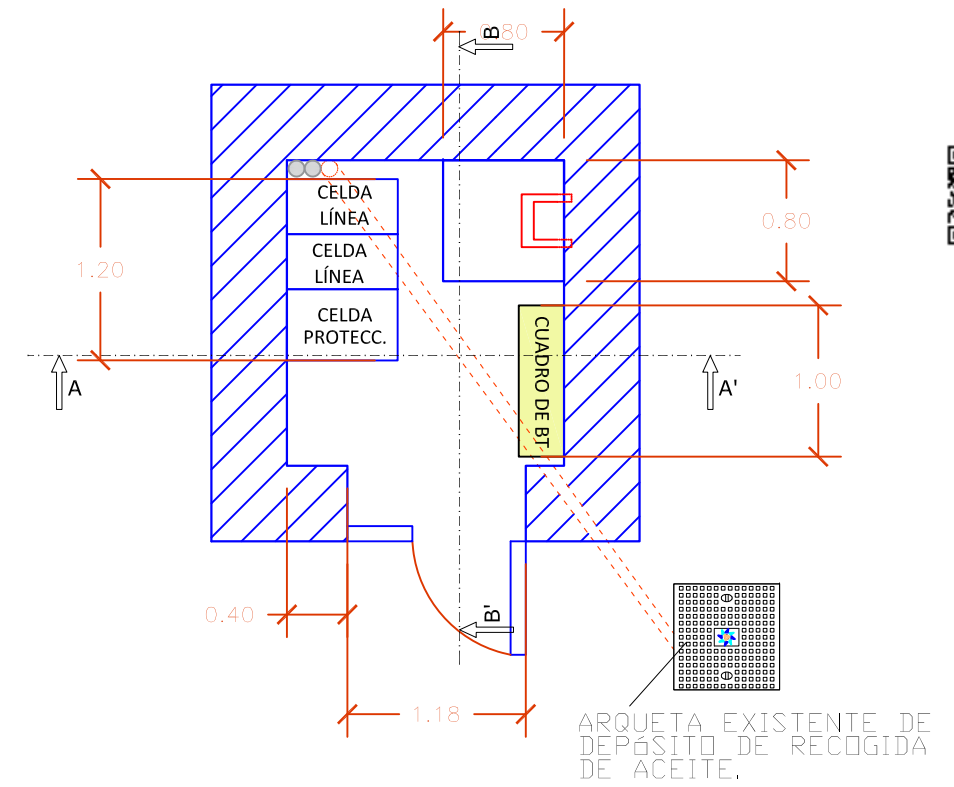 B
0.80
CELDA
LÍNEA
CELDA
LÍNEA
CELDA
PROTECC.
1.20
0.80
CUADRO DE BT
1.00
A
A'
0.40
B'
1.18
ARQUETA EXISTENTE DE
DEPóSITO DE RECOGIDA
DE ACEITE.